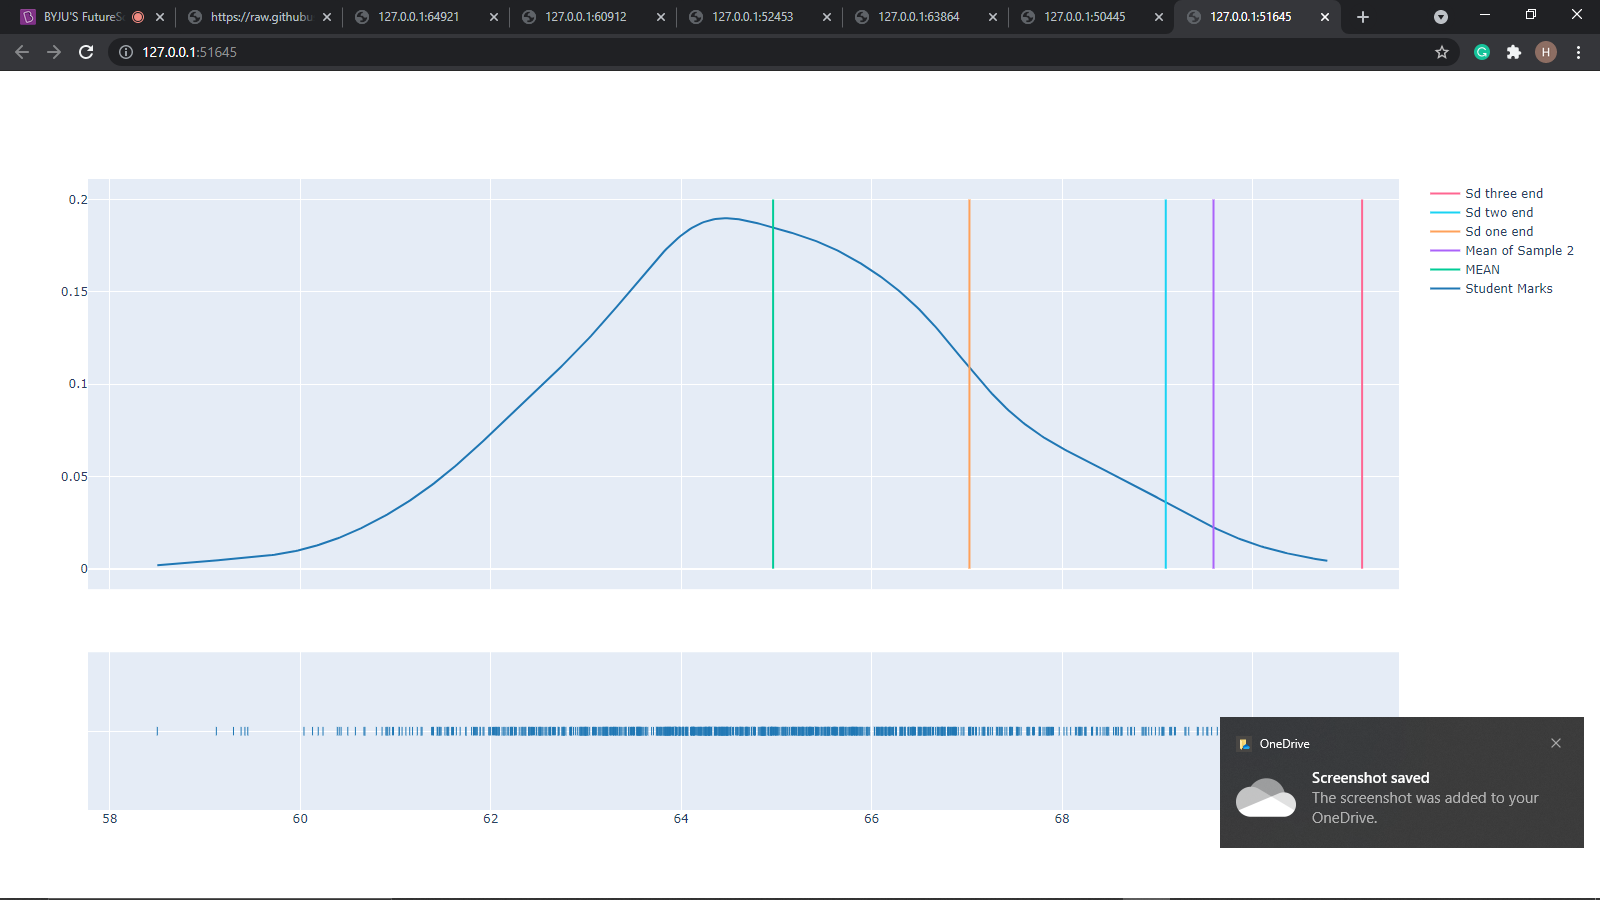 BYJU'S FutureSc
https://raw.githubu
127.0.0.1:64921
127.0.0.1:60912
127.0.0.1:52453
127.0.0.1:63864
127.0.0.1:50445
127.0.0.1:51645
127.0.0.1:51645
G
H
0.2
0.15
0.1
0.05
0
Sd three end
Sd two end
Sd one end
Mean of Sample 2
MEAN
Student Marks
58 60 62 64 66 68
OneDrive
Screenshot saved
The screenshot was added to your
OneDrive.